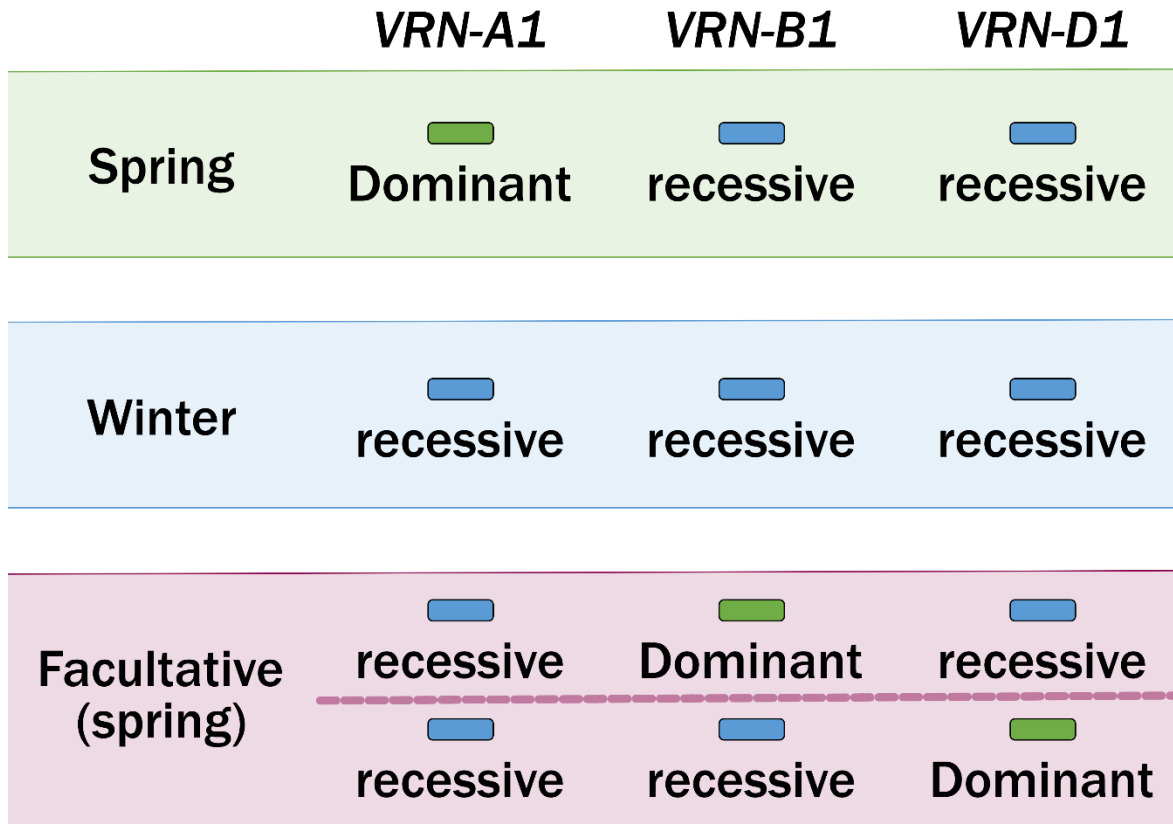 VRN-A1 VRN-B1 VRN-D1
Spring Dominant recessive recessive
Winter recessive recessive recessive
Facultative
(spring)
recessive Dominant recessive
recessive recessive Dominant